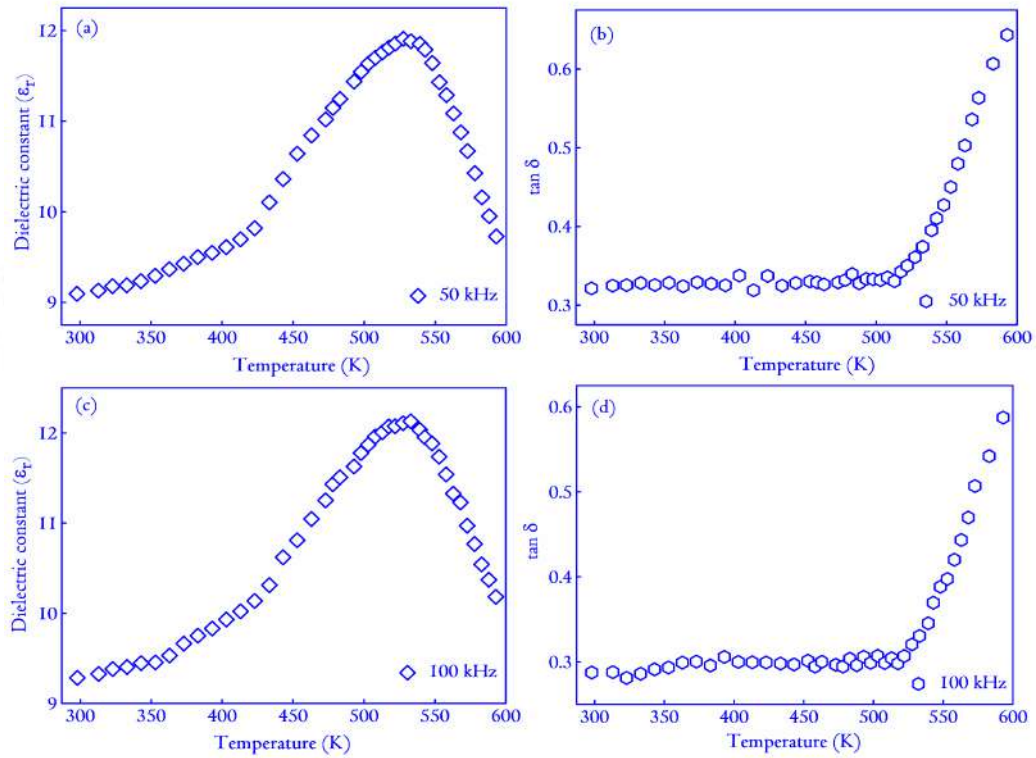 (a)
Dielectric constant (εr)
12
11
10
9
50 kHz
300 350 400 450 500 550 600
Temperature (K)
(b)
tan δ
0.6
0.5
0.4
0.3
50 kHz
300 350 400 450 500 550 600
Temperature (K)
(c)
Dielectric constant (εr)
12
11
10
9
100 kHz
300 350 400 450 500 550 600
Temperature (K)
(d)
tan δ
0.6
0.5
0.4
0.3
100 kHz
300 350 400 450 500 550 600
Temperature (K)